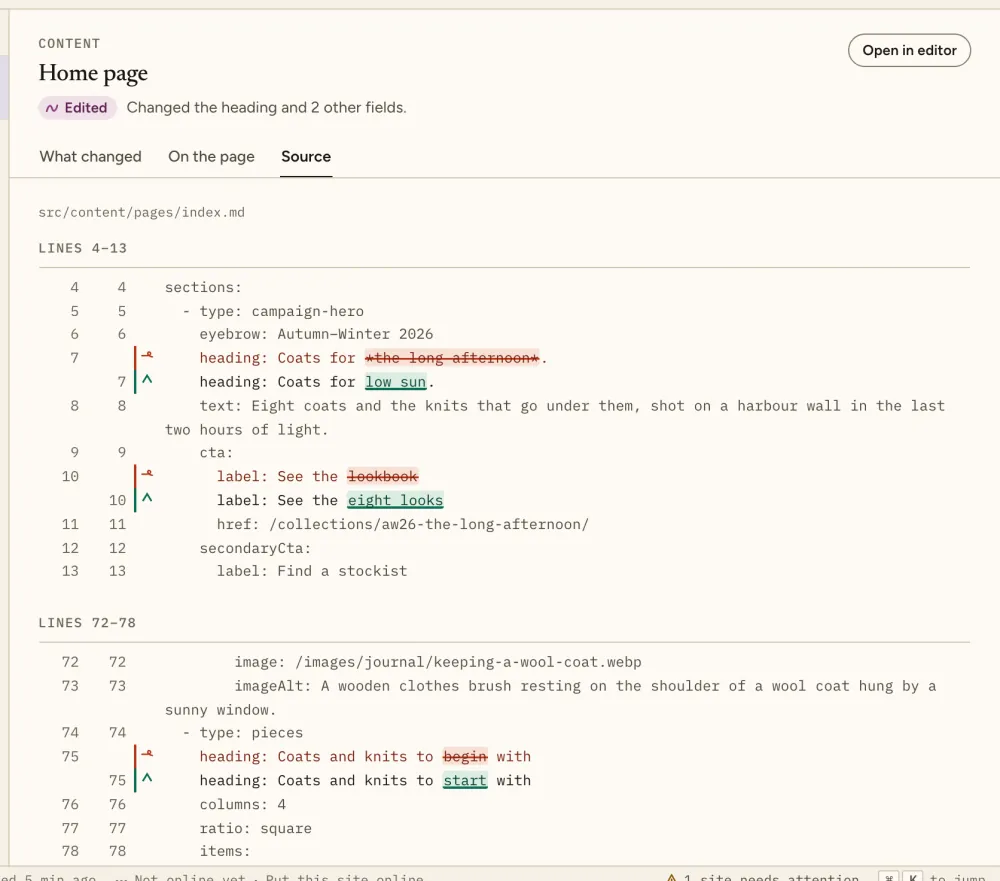 CONTENT
Home page
Open in editor
Edited Changed the heading and 2 other fields.
What changed On the page Source
src/content/pages/index.md
LINES 4–13
4 4 sections:
5 5 - type: campaign-hero
6 6 eyebrow: Autumn–Winter 2026
7 heading: Coats for *the long afternoon*.
7 heading: Coats for low sun.
8 8 text: Eight coats and the knits that go under them, shot on a harbour wall in the last
two hours of light.
9 9 cta:
10 label: See the lookbook
10 label: See the eight looks
11 11 href: /collections/aw26-the-long-afternoon/
12 12 secondaryCta:
13 13 label: Find a stockist
LINES 72–78
72 72 image: /images/journal/keeping-a-wool-coat.webp
73 73 imageAlt: A wooden clothes brush resting on the shoulder of a wool coat hung by a
sunny window.
74 74 - type: pieces
75 heading: Coats and knits to begin with
75 heading: Coats and knits to start with
76 76 columns: 4
77 77 ratio: square
78 78 items:
5 min ago Not online yet · Put this site online 1 site needs attention ⌘ K to jump